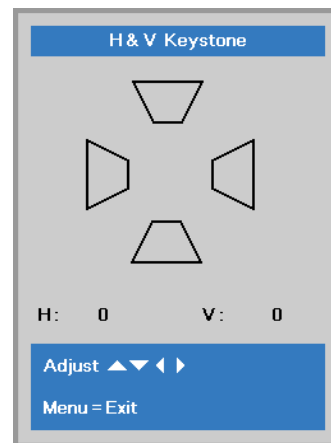 H & V Keystone
H: 0 V: 0
Adjust ▲▼◀▶
Menu = Exit